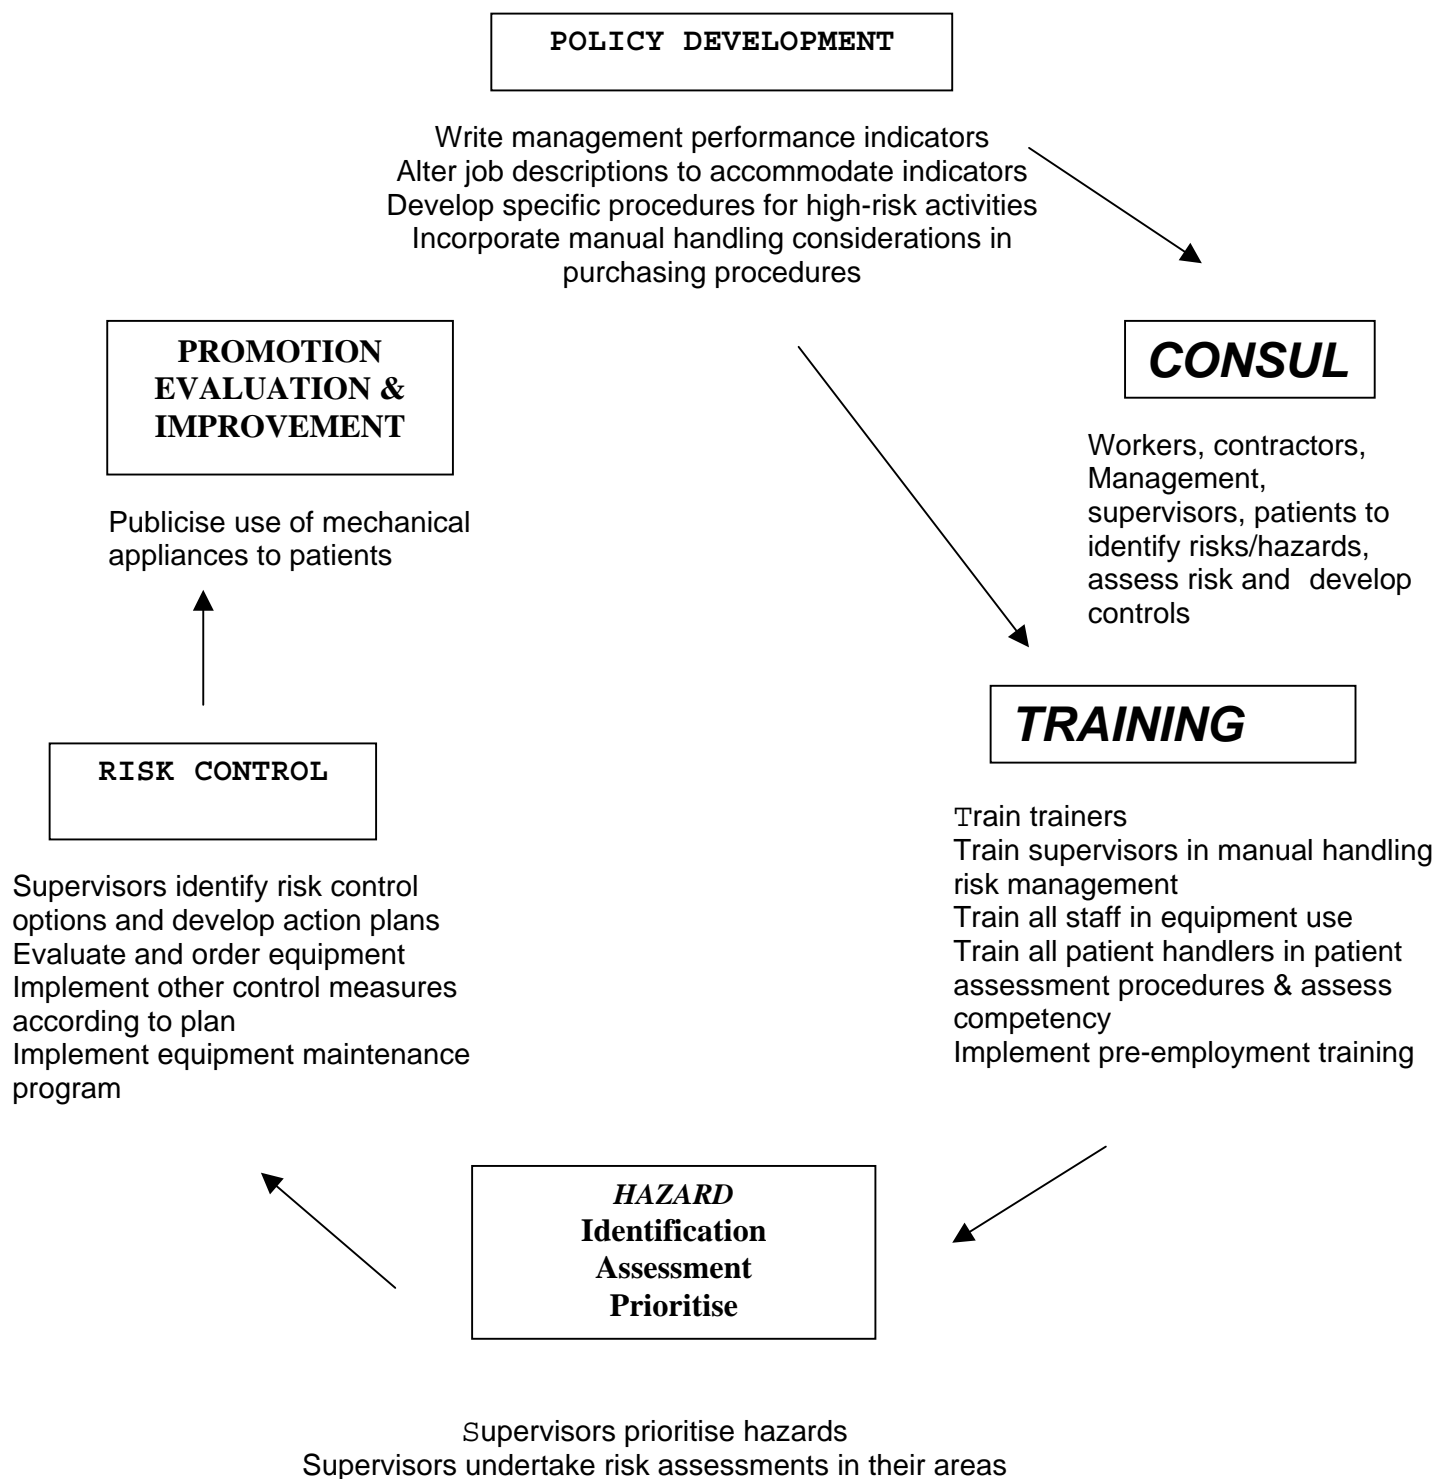 POLICY DEVELOPMENT
Write management performance indicators
Alter job descriptions to accommodate indicators
Develop specific procedures for high-risk activities
Incorporate manual handling considerations in
purchasing procedures
PROMOTION
EVALUATION &
IMPROVEMENT
Publicise use of mechanical
appliances to patients
CONSUL
Workers, contractors,
Management,
supervisors, patients to
identify risks/hazards,
assess risk and develop
controls
TRAINING
Train trainers
Train supervisors in manual handling
risk management
Train all staff in equipment use
Train all patient handlers in patient
assessment procedures & assess
competency
Implement pre-employment training
RISK CONTROL
Supervisors identify risk control
options and develop action plans
Evaluate and order equipment
Implement other control measures
according to plan
Implement equipment maintenance
program
HAZARD
Identification
Assessment
Prioritise
Supervisors prioritise hazards
Supervisors undertake risk assessments in their areas